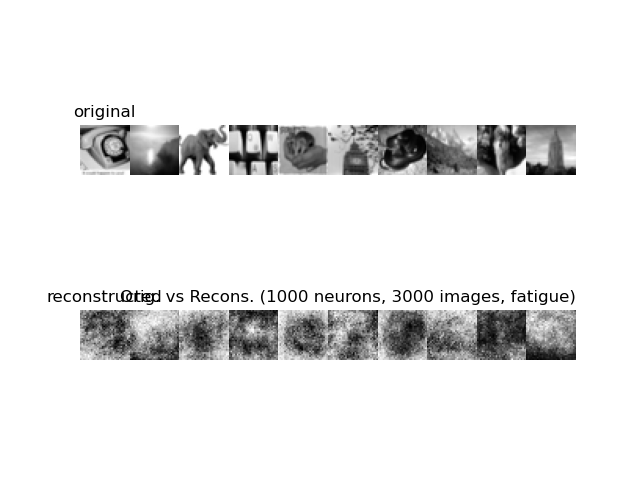 original
reconstructed
Orig. vs Recons. (1000 neurons, 3000 images, fatigue)